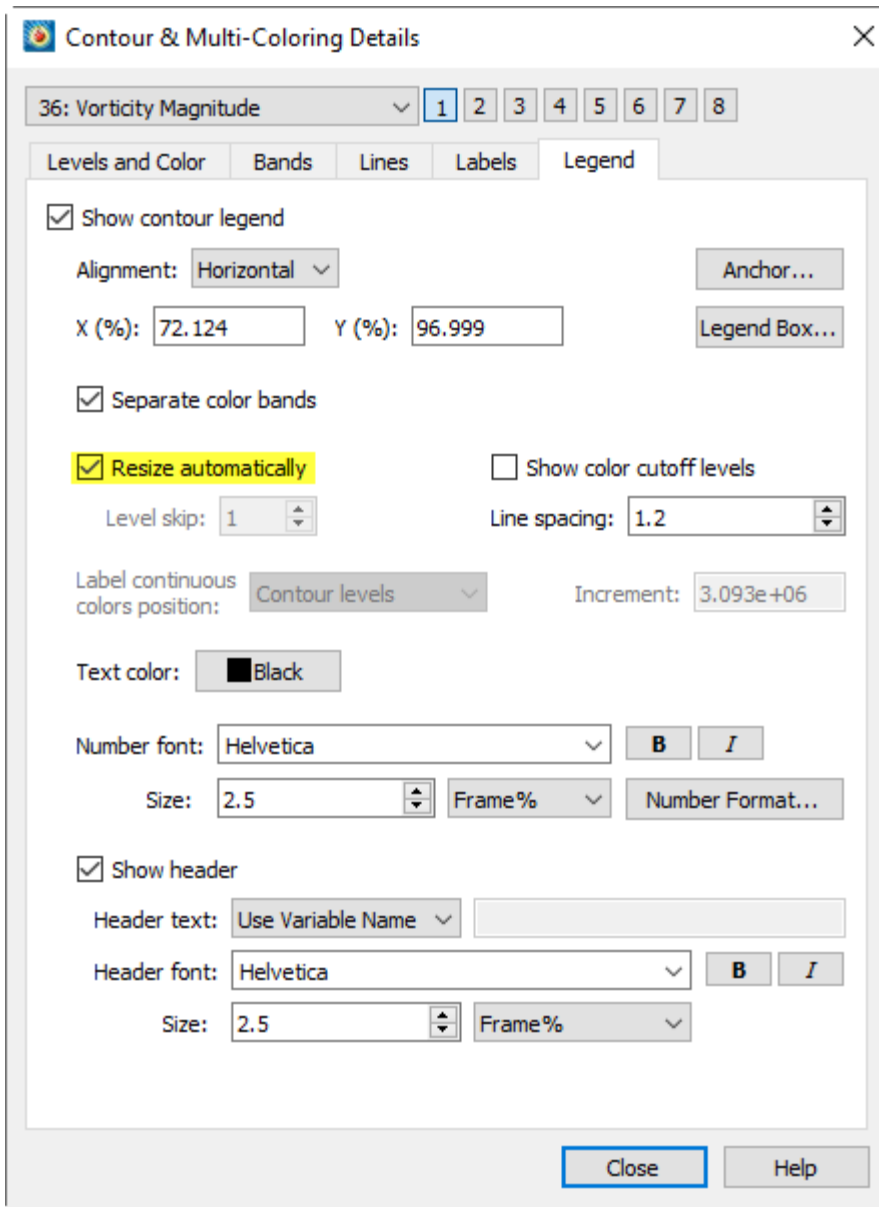 Contour & Multi-Coloring Details
36: Vorticity Magnitude 1 2 3 4 5 6 7 8
Levels and Color Bands Lines Labels Legend
Show contour legend
Alignment: Horizontal Anchor...
X (%): 72.124 Y (%): 96.999 Legend Box...
Separate color bands
Resize automatically Show color cutoff levels
Level skip: 1 Line spacing: 1.2
Label continuous
colors position: Contour levels Increment: 3.093e+06
Text color: Black
Number font: Helvetica B I
Size: 2.5 Frame% Number Format...
Show header
Header text: Use Variable Name
Header font: Helvetica B I
Size: 2.5 Frame%
Close Help